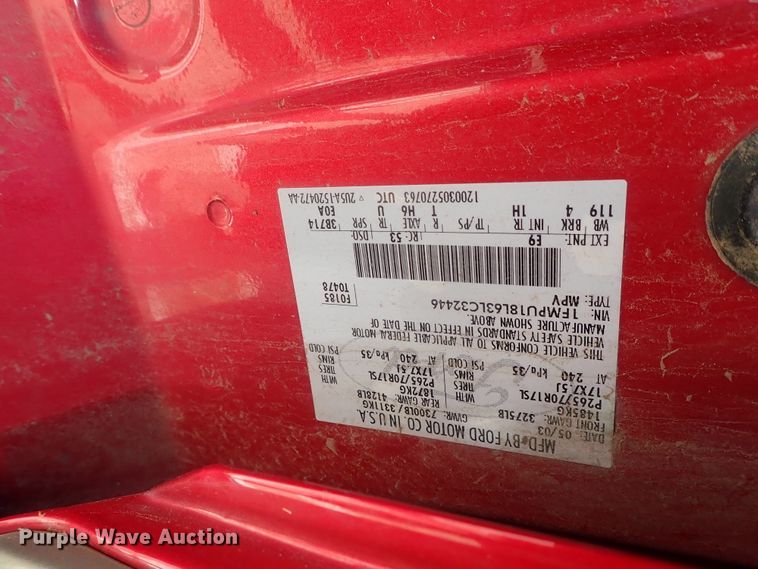 MFD. BY FORD MOTOR CO. IN U.S.A.
DATE: 05/03 GVWR: 7300LB/3311KG
FRONT GAWR: 3275LB REAR GAWR: 4128LB
1485KG WITH 1872KG WITH
P265/70R17SL TIRES P265/70R17SL TIRES
17X7.5J RIMS 17X7.5J RIMS
AT 240 kPa/35 PSI COLD AT 240 kPa/35 PSI COLD
THIS VEHICLE CONFORMS TO ALL APPLICABLE FEDERAL MOTOR
VEHICLE SAFETY STANDARDS IN EFFECT ON THE DATE OF
MANUFACTURE SHOWN ABOVE.
VIN: 1FMPU18L63LC32446 F0185
TYPE: MPV T0478
EXT PNT: E9 RC: 53 DSO:
WB BRK INT TR TP/PS R AXLE TR SPR 3B714
119 4 1H T H6 U E0A
1200305270763 UTC ▽ 2U5A-1520472-AA
Purple Wave Auction